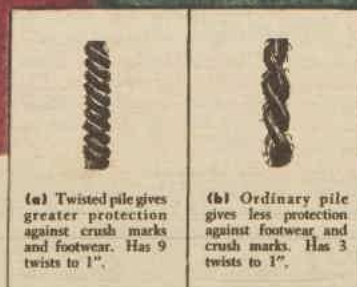 (a) Twisted pile gives
greater protection
against crush marks
and footwear. Has 9
twists to 1".
(b) Ordinary pile
gives less protection
against footwear and
crush marks. Has 3
twists to 1".